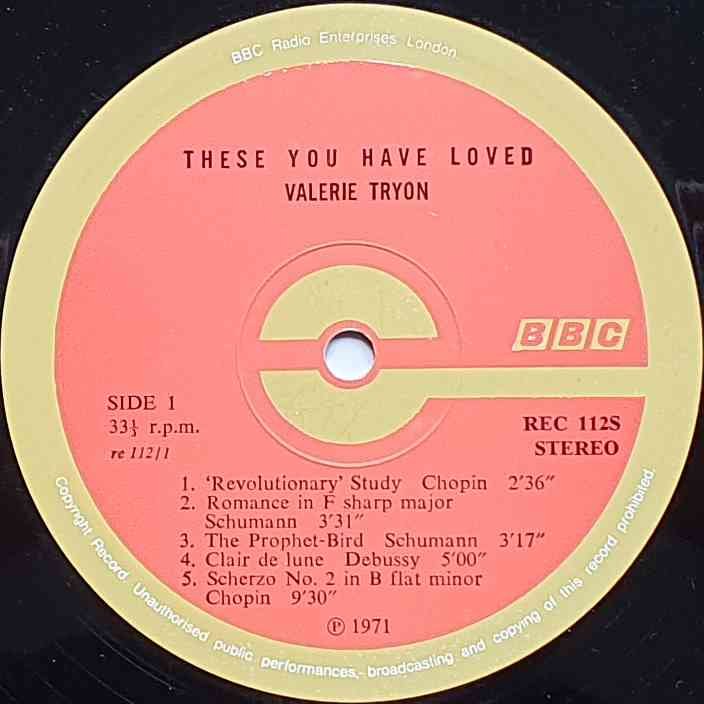 BBC Radio Enterprises London.
THESE YOU HAVE LOVED
VALERIE TRYON
BBC
SIDE 1
33⅓ r.p.m.
re 112/1
REC 112S
STEREO
1. ‘Revolutionary’ Study Chopin 2’36”
2. Romance in F sharp major
Schumann 3’31”
3. The Prophet-Bird Schumann 3’17”
4. Clair de lune Debussy 5’00”
5. Scherzo No. 2 in B flat minor
Chopin 9’30”
℗ 1971
Copyright Record. Unauthorised public performances,- broadcasting and copying of this record prohibited.